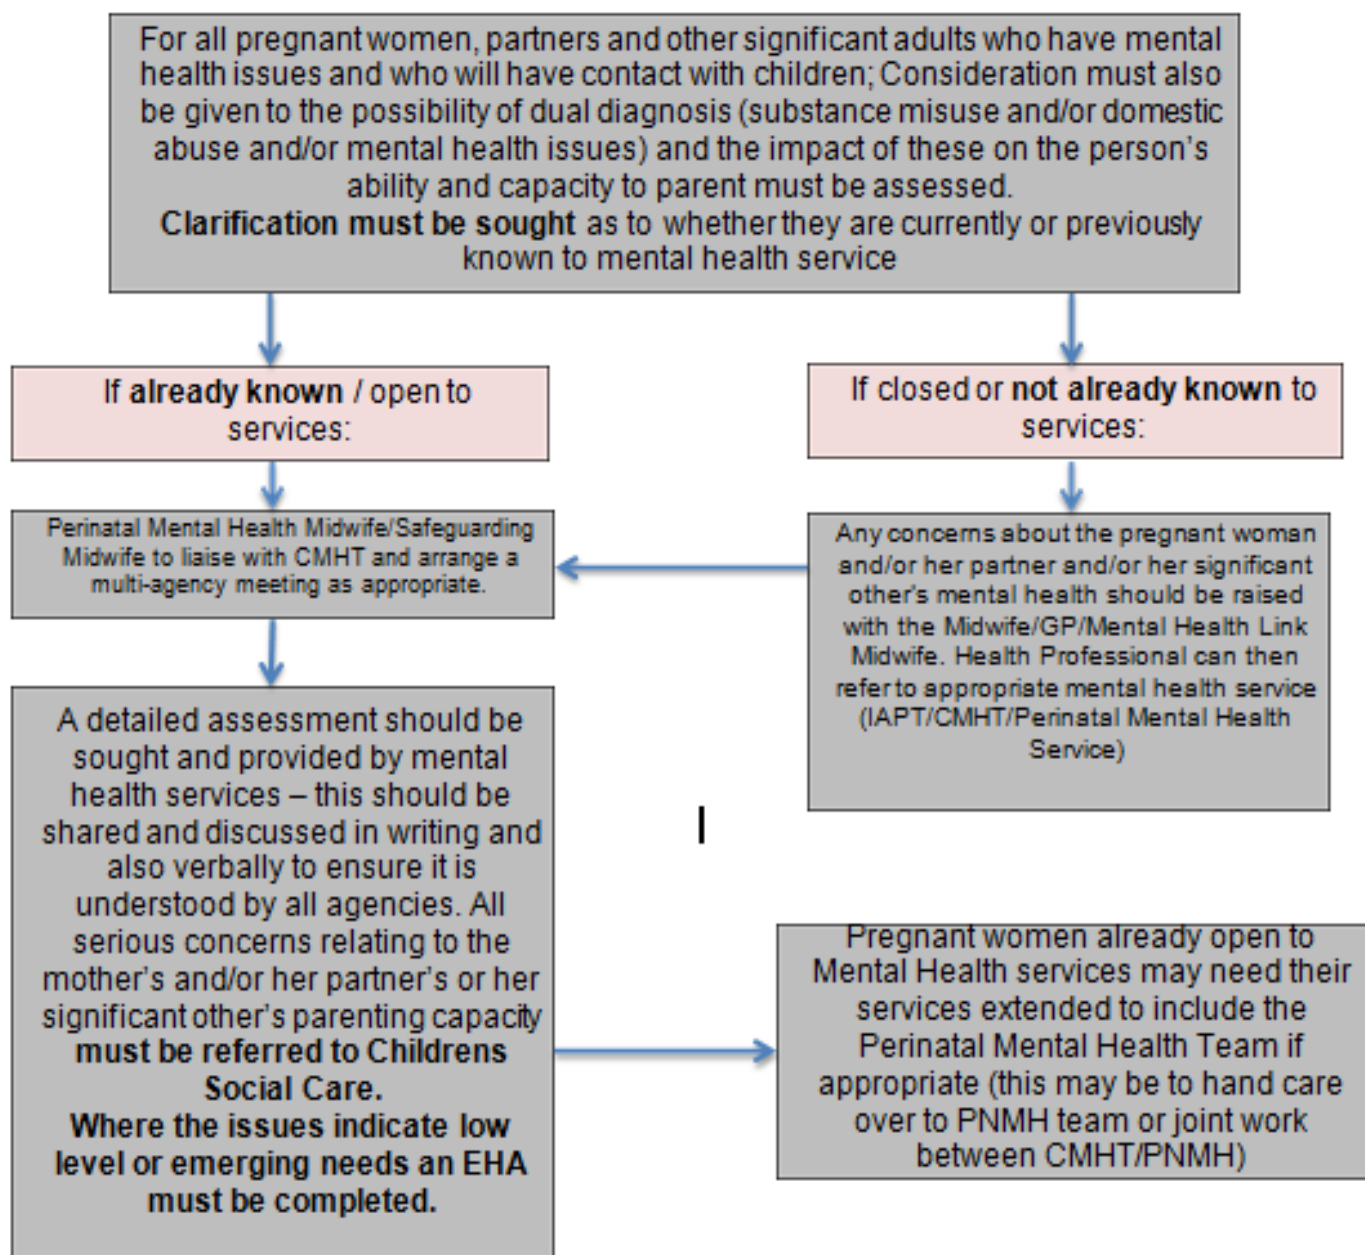 For all pregnant women, partners and other significant adults who have mental
health issues and who will have contact with children; Consideration must also
be given to the possibility of dual diagnosis (substance misuse and/or domestic
abuse and/or mental health issues) and the impact of these on the person's
ability and capacity to parent must be assessed.
Clarification must be sought as to whether they are currently or previously
known to mental health service
If already known / open to
services:
If closed or not already known to
services:
Perinatal Mental Health Midwife/Safeguarding
Midwife to liaise with CMHT and arrange a
multi-agency meeting as appropriate.
Any concerns about the pregnant woman
and/or her partner and/or her significant
other's mental health should be raised
with the Midwife/GP/Mental Health Link
Midwife. Health Professional can then
refer to appropriate mental health service
(IAPT/CMHT/Perinatal Mental Health
Service)
A detailed assessment should be
sought and provided by mental
health services – this should be
shared and discussed in writing and
also verbally to ensure it is
understood by all agencies. All
serious concerns relating to the
mother's and/or her partner's or her
significant other's parenting capacity
must be referred to Childrens
Social Care.
Where the issues indicate low
level or emerging needs an EHA
must be completed.
Pregnant women already open to
Mental Health services may need their
services extended to include the
Perinatal Mental Health Team if
appropriate (this may be to hand care
over to PNMH team or joint work
between CMHT/PNMH)